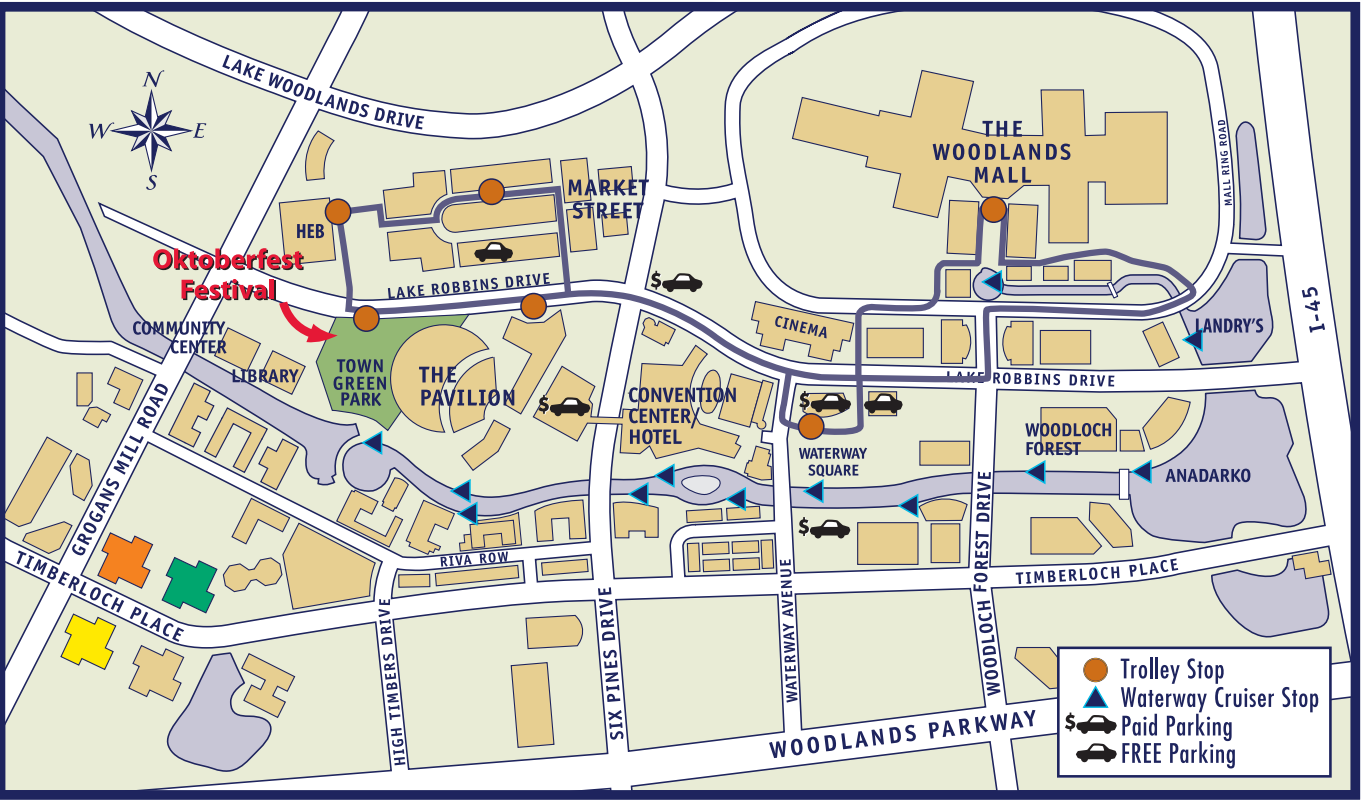 N
W
E
S
LAKE WOODLANDS DRIVE
THE
WOODLANDS
MALL
MALL RING ROAD
MARKET
STREET
HEB
Oktoberfest
Festival
LAKE ROBBINS DRIVE
$
I-45
COMMUNITY
CENTER
LIBRARY
TOWN
GREEN
PARK
THE
PAVILION
CINEMA
LANDRY'S
LAKE ROBBINS DRIVE
$
CONVENTION
CENTER/
HOTEL
$
WATERWAY
SQUARE
WOODLOCH
FOREST
ANADARKO
GROGANS MILL ROAD
$
RIVA ROW
TIMBERLOCH PLACE
TIMBERLOCH PLACE
HIGH TIMBERS DRIVE
SIX PINES DRIVE
WATERWAY AVENUE
WOODLOCH FOREST DRIVE
WOODLANDS PARKWAY
Trolley Stop
Waterway Cruiser Stop
$ Paid Parking
FREE Parking